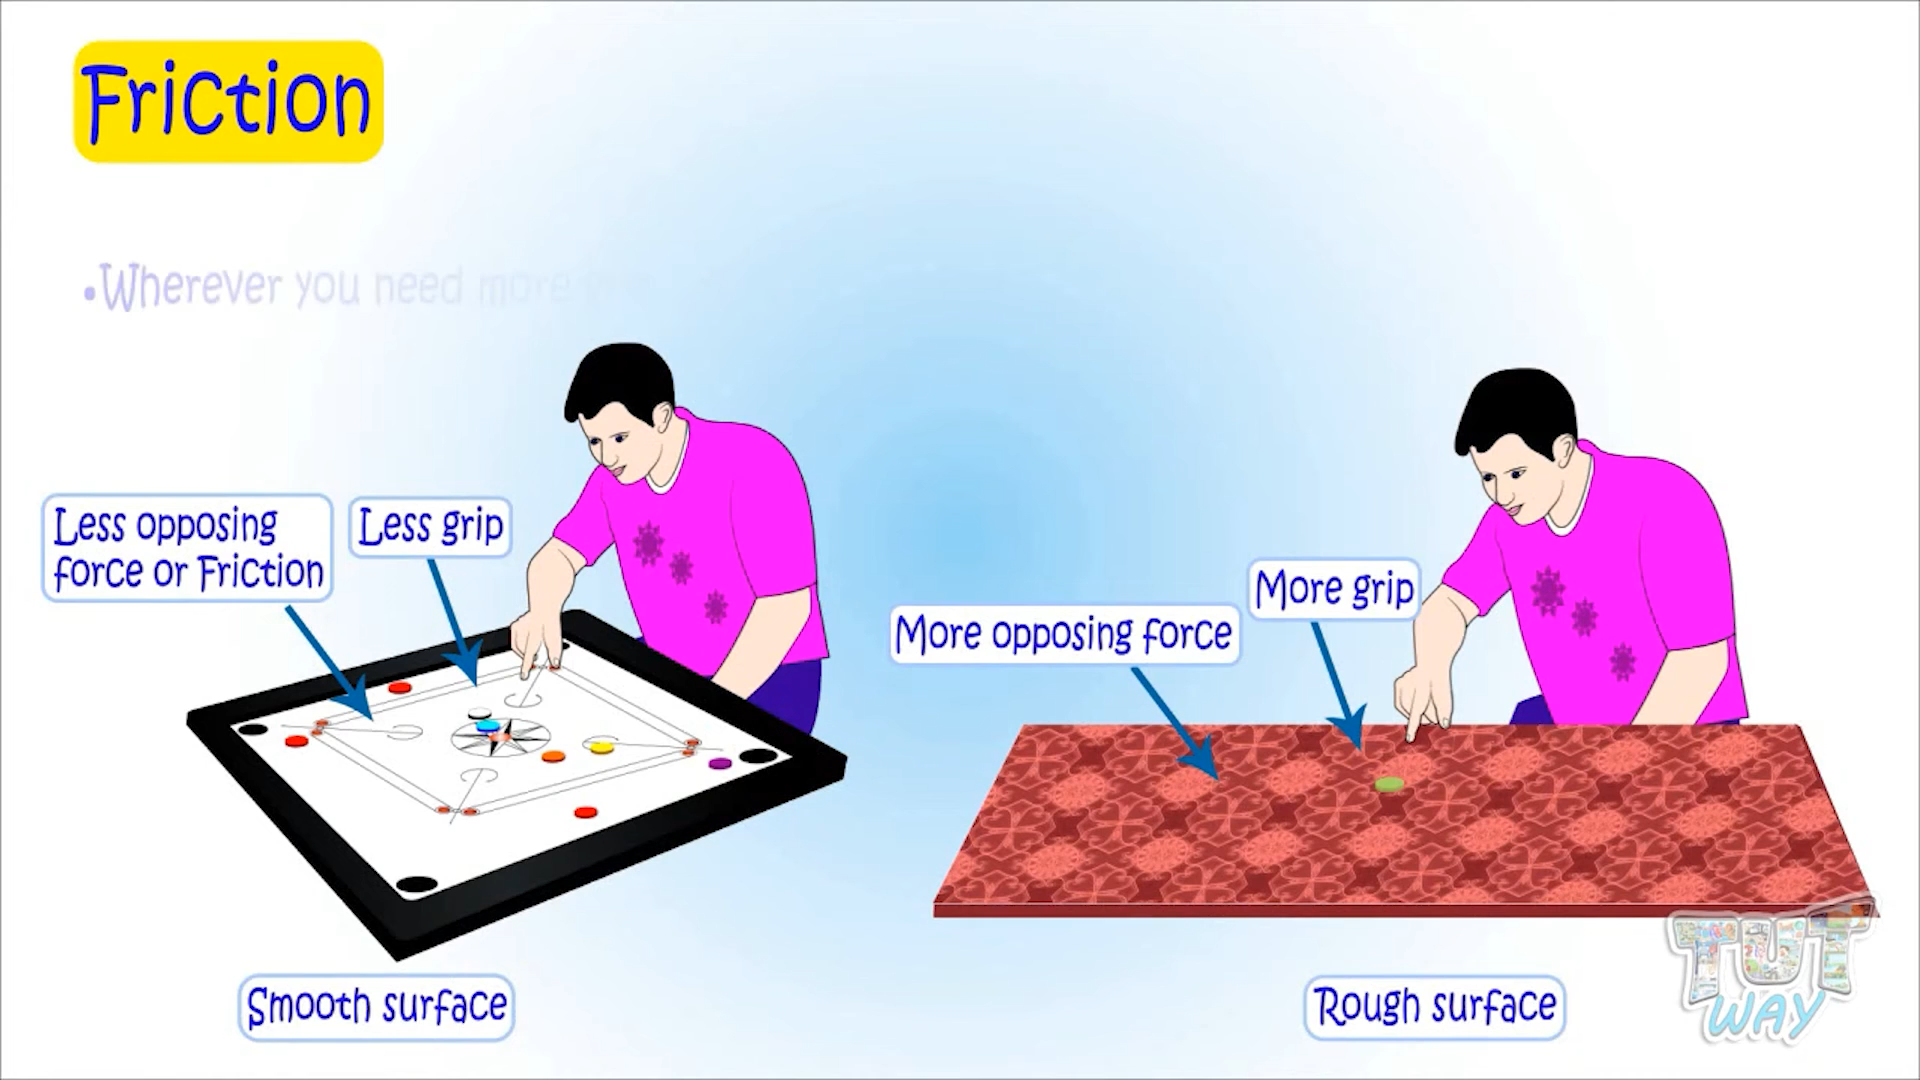 Friction
•Wherever you need more
Less opposing
force or Friction
Less grip
More grip
More opposing force
Smooth surface
Rough surface
TUT
WAY